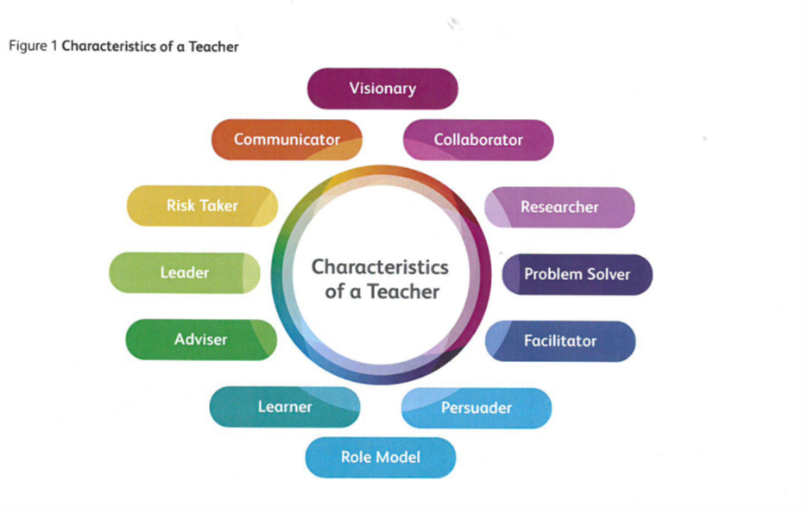 Figure 1 Characteristics of a Teacher
Visionary
Communicator
Collaborator
Risk Taker
Researcher
Characteristics
of a Teacher
Leader
Problem Solver
Adviser
Facilitator
Learner
Persuader
Role Model